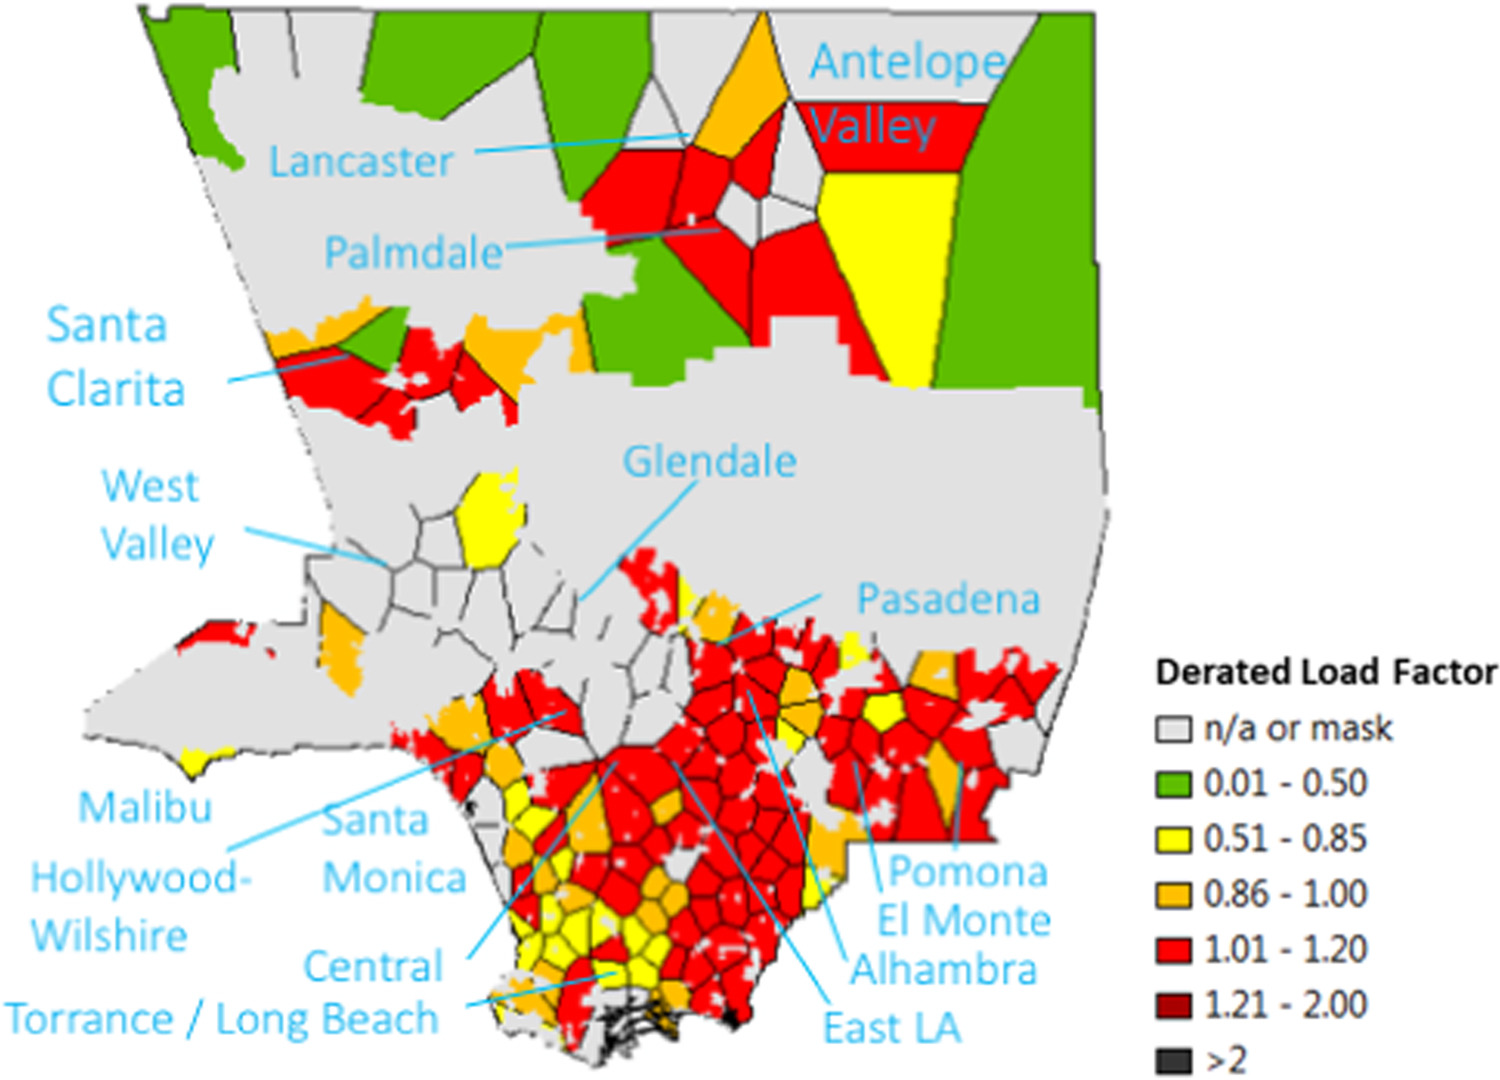 Antelope
Valley
Lancaster
Palmdale
Santa
Clarita
Glendale
West
Valley
Pasadena
Derated Load Factor
n/a or mask
0.01 - 0.50
0.51 - 0.85
0.86 - 1.00
1.01 - 1.20
1.21 - 2.00
>2
Malibu
Santa
Monica
Hollywood-
Wilshire
Pomona
El Monte
Central
Alhambra
Torrance / Long Beach
East LA